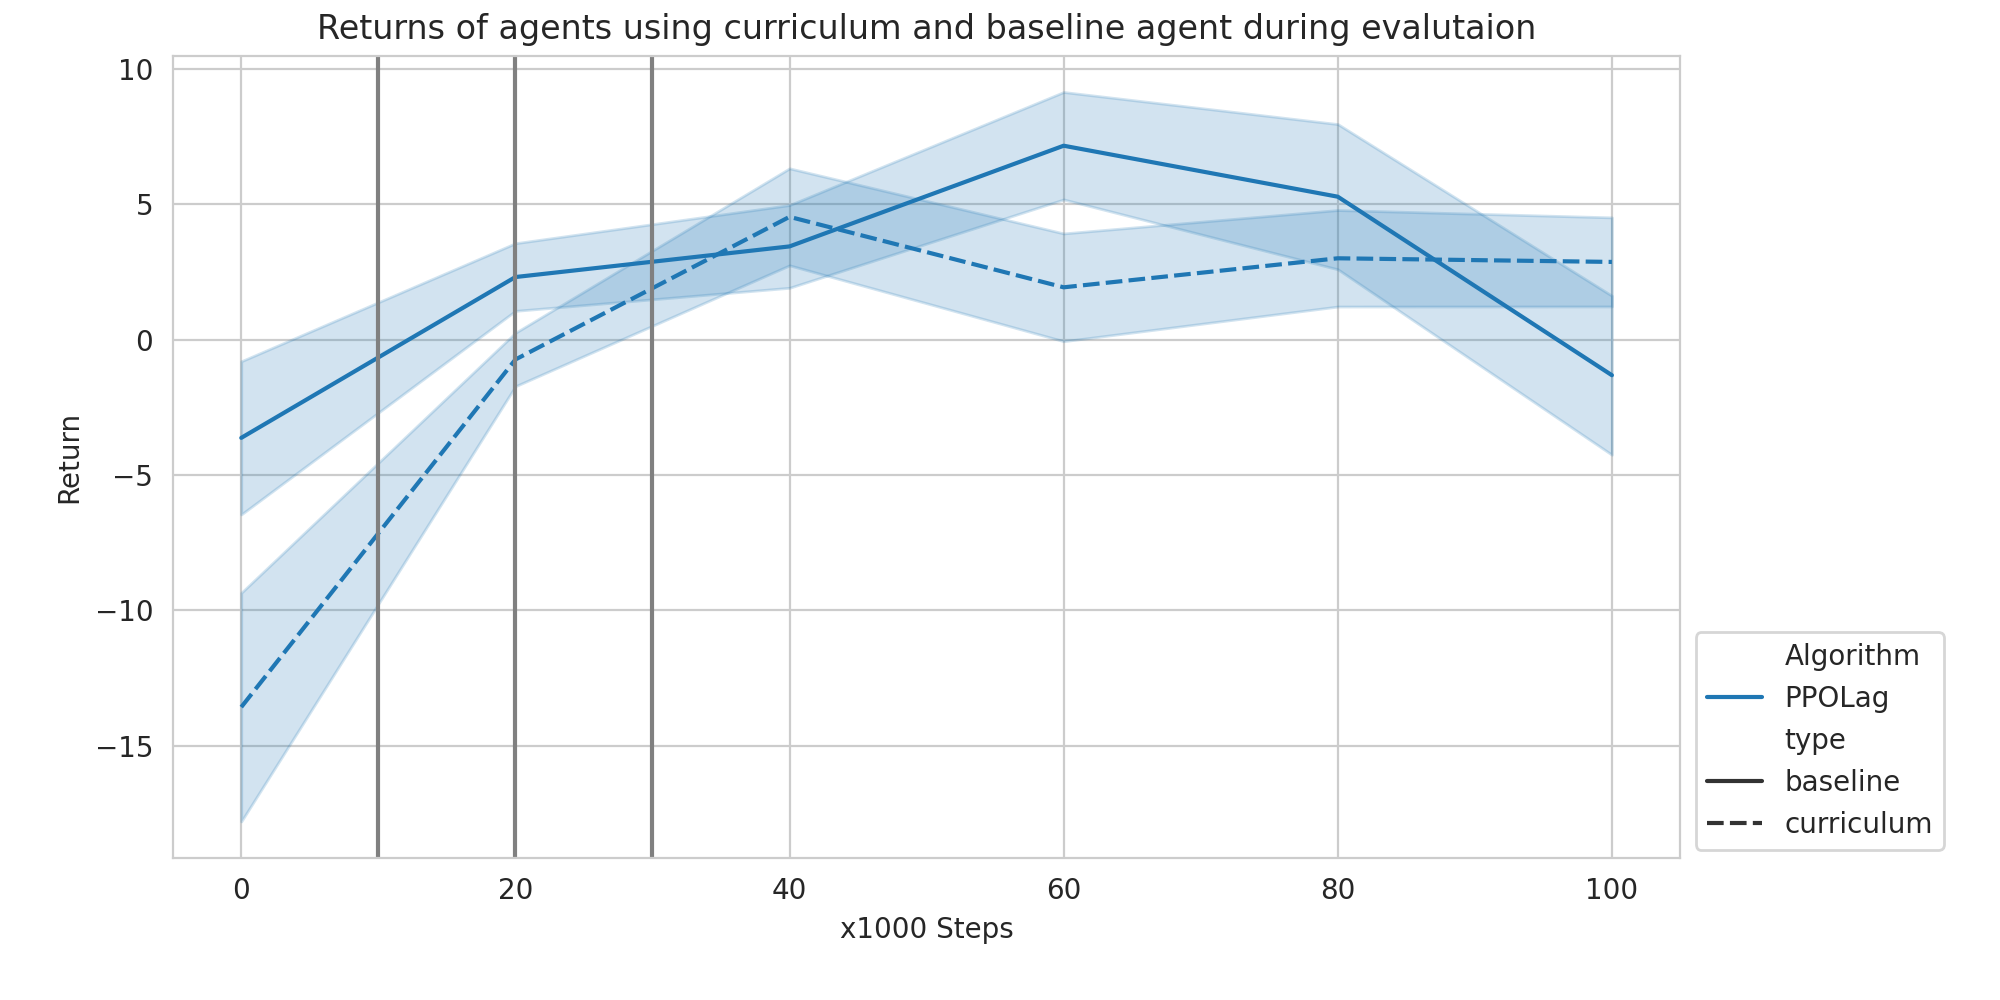 Returns of agents using curriculum and baseline agent during evalutaion
10
5
0
−5
−10
−15
Return
0 20 40 60 80 100
x1000 Steps
Algorithm
PPOLag
type
baseline
curriculum